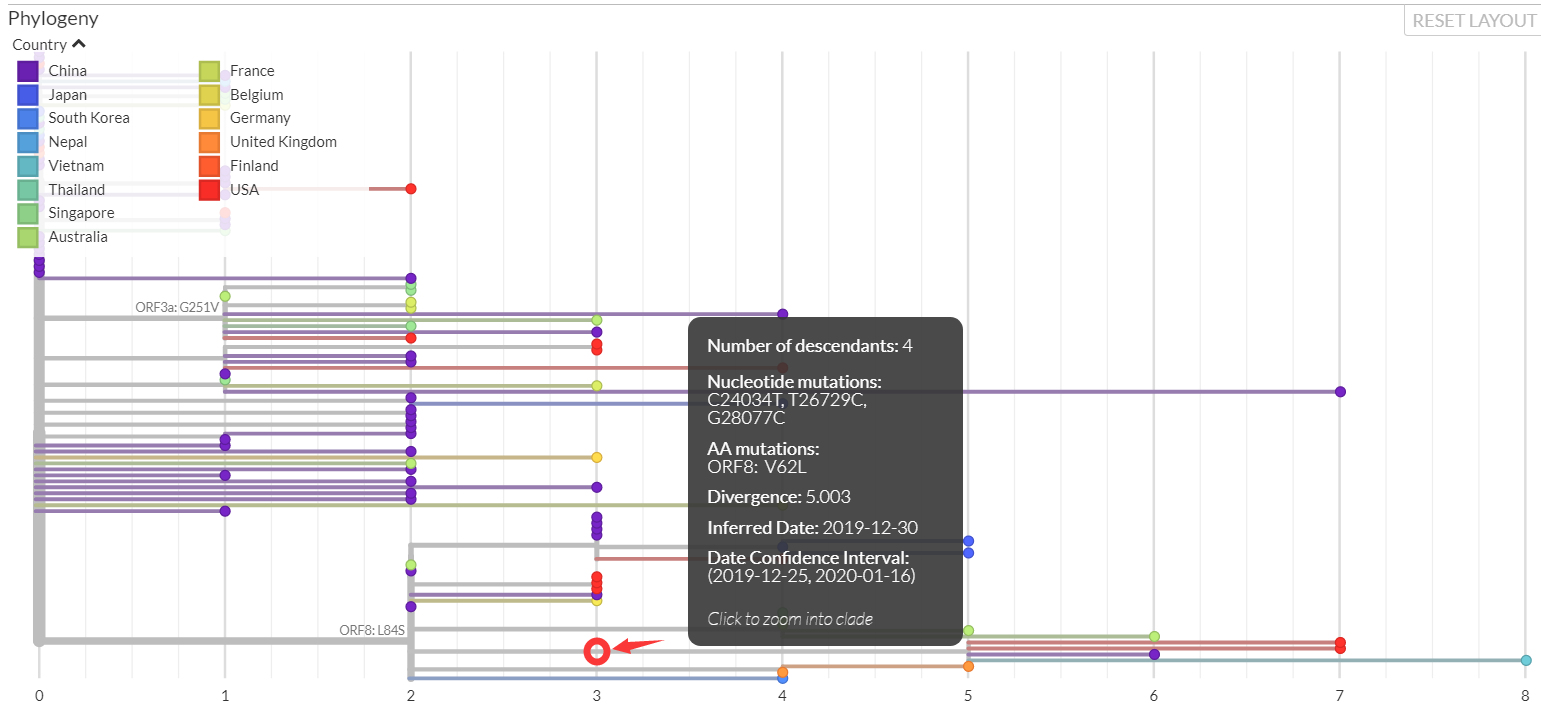 Phylogeny
RESET LAYOUT
Country
China
Japan
South Korea
Nepal
Vietnam
Thailand
Singapore
Australia
France
Belgium
Germany
United Kingdom
Finland
USA
ORF3a: G251V
ORF8: L84S
Number of descendants: 4
Nucleotide mutations:
C24034T, T26729C,
G28077C
AA mutations:
ORF8: V62L
Divergence: 5.003
Inferred Date: 2019-12-30
Date Confidence Interval:
(2019-12-25, 2020-01-16)
Click to zoom into clade
0 1 2 3 4 5 6 7 8